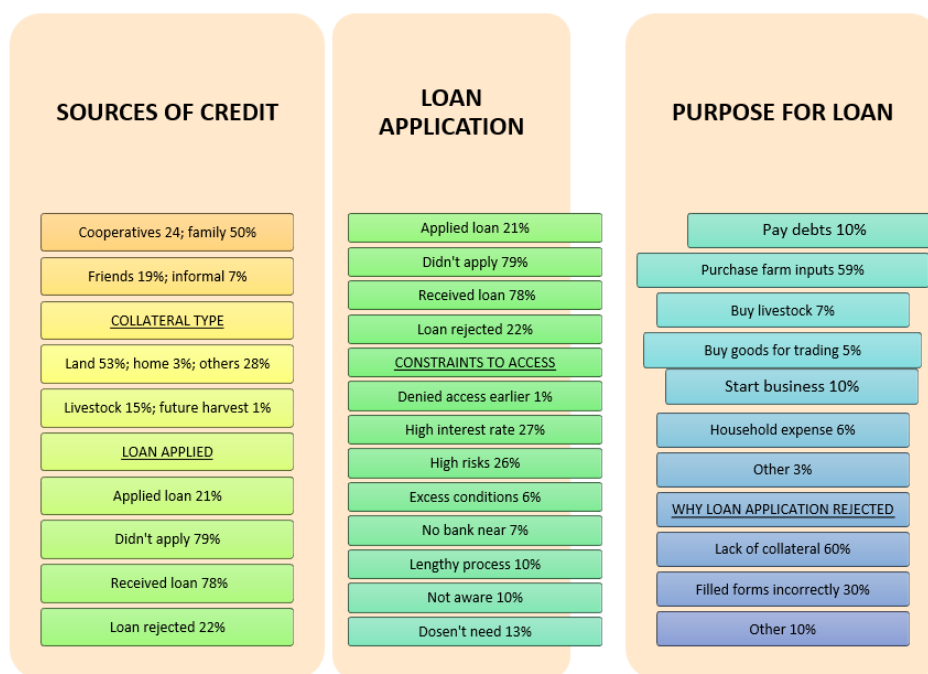 SOURCES OF CREDIT
Cooperatives 24; family 50%
Friends 19%; informal 7%
COLLATERAL TYPE
Land 53%; home 3%; others 28%
Livestock 15%; future harvest 1%
LOAN APPLIED
Applied loan 21%
Didn't apply 79%
Received loan 78%
Loan rejected 22%
LOAN
APPLICATION
Applied loan 21%
Didn't apply 79%
Received loan 78%
Loan rejected 22%
CONSTRAINTS TO ACCESS
Denied access earlier 1%
High interest rate 27%
High risks 26%
Excess conditions 6%
No bank near 7%
Lengthy process 10%
Not aware 10%
Dosen't need 13%
PURPOSE FOR LOAN
Pay debts 10%
Purchase farm inputs 59%
Buy livestock 7%
Buy goods for trading 5%
Start business 10%
Household expense 6%
Other 3%
WHY LOAN APPLICATION REJECTED
Lack of collateral 60%
Filled forms incorrectly 30%
Other 10%